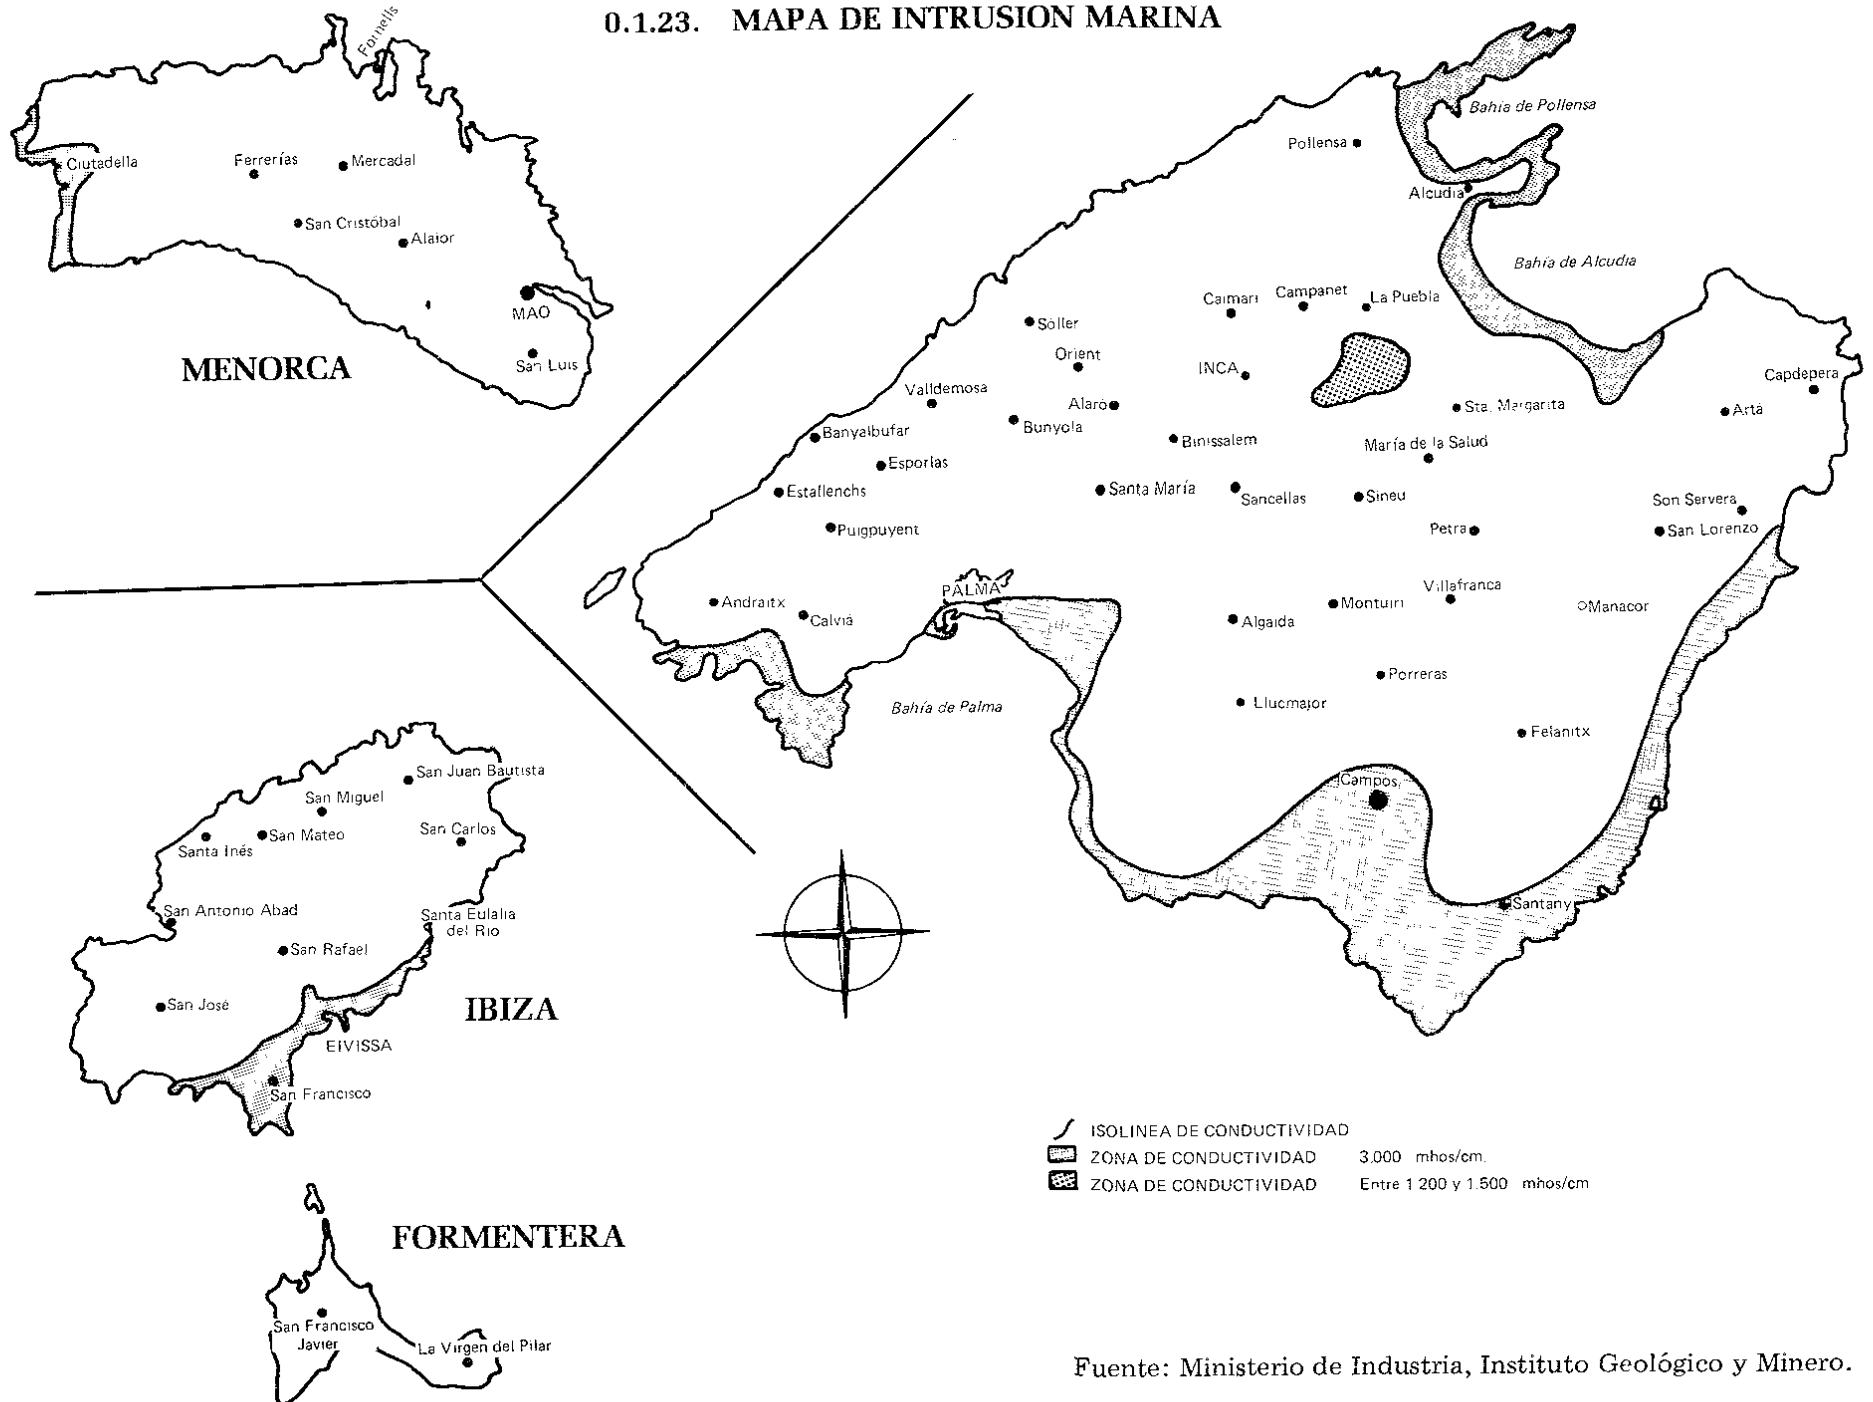 0.1.23. MAPA DE INTRUSION MARINA
Fornells
Ciutadella
Ferrerías
Mercadal
San Cristóbal
Alaior
MAO
San Luis
MENORCA
Bahía de Pollensa
Pollensa
Alcudia
Bahía de Alcudia
Caimari
Campanet
La Puebla
Sóller
Orient
INCA
Valldemosa
Alaró
Bunyola
Sta. Margarita
Capdepera
Artá
Banyalbufar
Binissalem
María de la Salud
Esporlas
Estallenchs
Santa María
Sancellas
Sineu
Son Servera
Puigpuyent
Petra
San Lorenzo
PALMA
Andraitx
Calviá
Villafranca
Montuiri
Manacor
Algaida
Porreras
Bahía de Palma
Llucmajor
Felanitx
Campos
Santany
San Juan Bautista
San Miguel
San Mateo
San Carlos
Santa Inés
San Antonio Abad
Santa Eulalia
del Rio
San Rafael
San José
IBIZA
EIVISSA
San Francisco
ISOLINEA DE CONDUCTIVIDAD
ZONA DE CONDUCTIVIDAD 3.000 mhos/cm.
ZONA DE CONDUCTIVIDAD Entre 1 200 y 1.500 mhos/cm
FORMENTERA
San Francisco
Javier
La Virgen del Pilar
Fuente: Ministerio de Industria, Instituto Geológico y Minero.